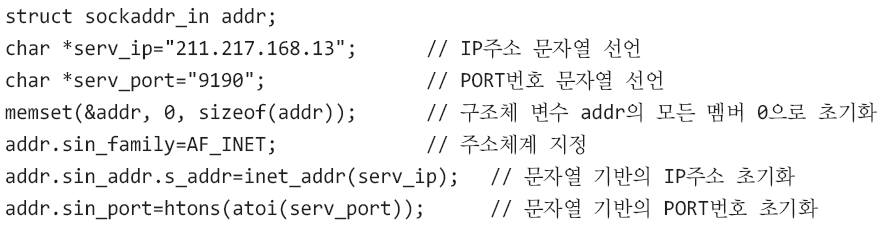 struct sockaddr_in addr;
char *serv_ip="211.217.168.13"; // IP주소 문자열 선언
char *serv_port="9190"; // PORT번호 문자열 선언
memset(&addr, 0, sizeof(addr)); // 구조체 변수 addr의 모든 멤버 0으로 초기화
addr.sin_family=AF_INET; // 주소체계 지정
addr.sin_addr.s_addr=inet_addr(serv_ip); // 문자열 기반의 IP주소 초기화
addr.sin_port=htons(atoi(serv_port)); // 문자열 기반의 PORT번호 초기화